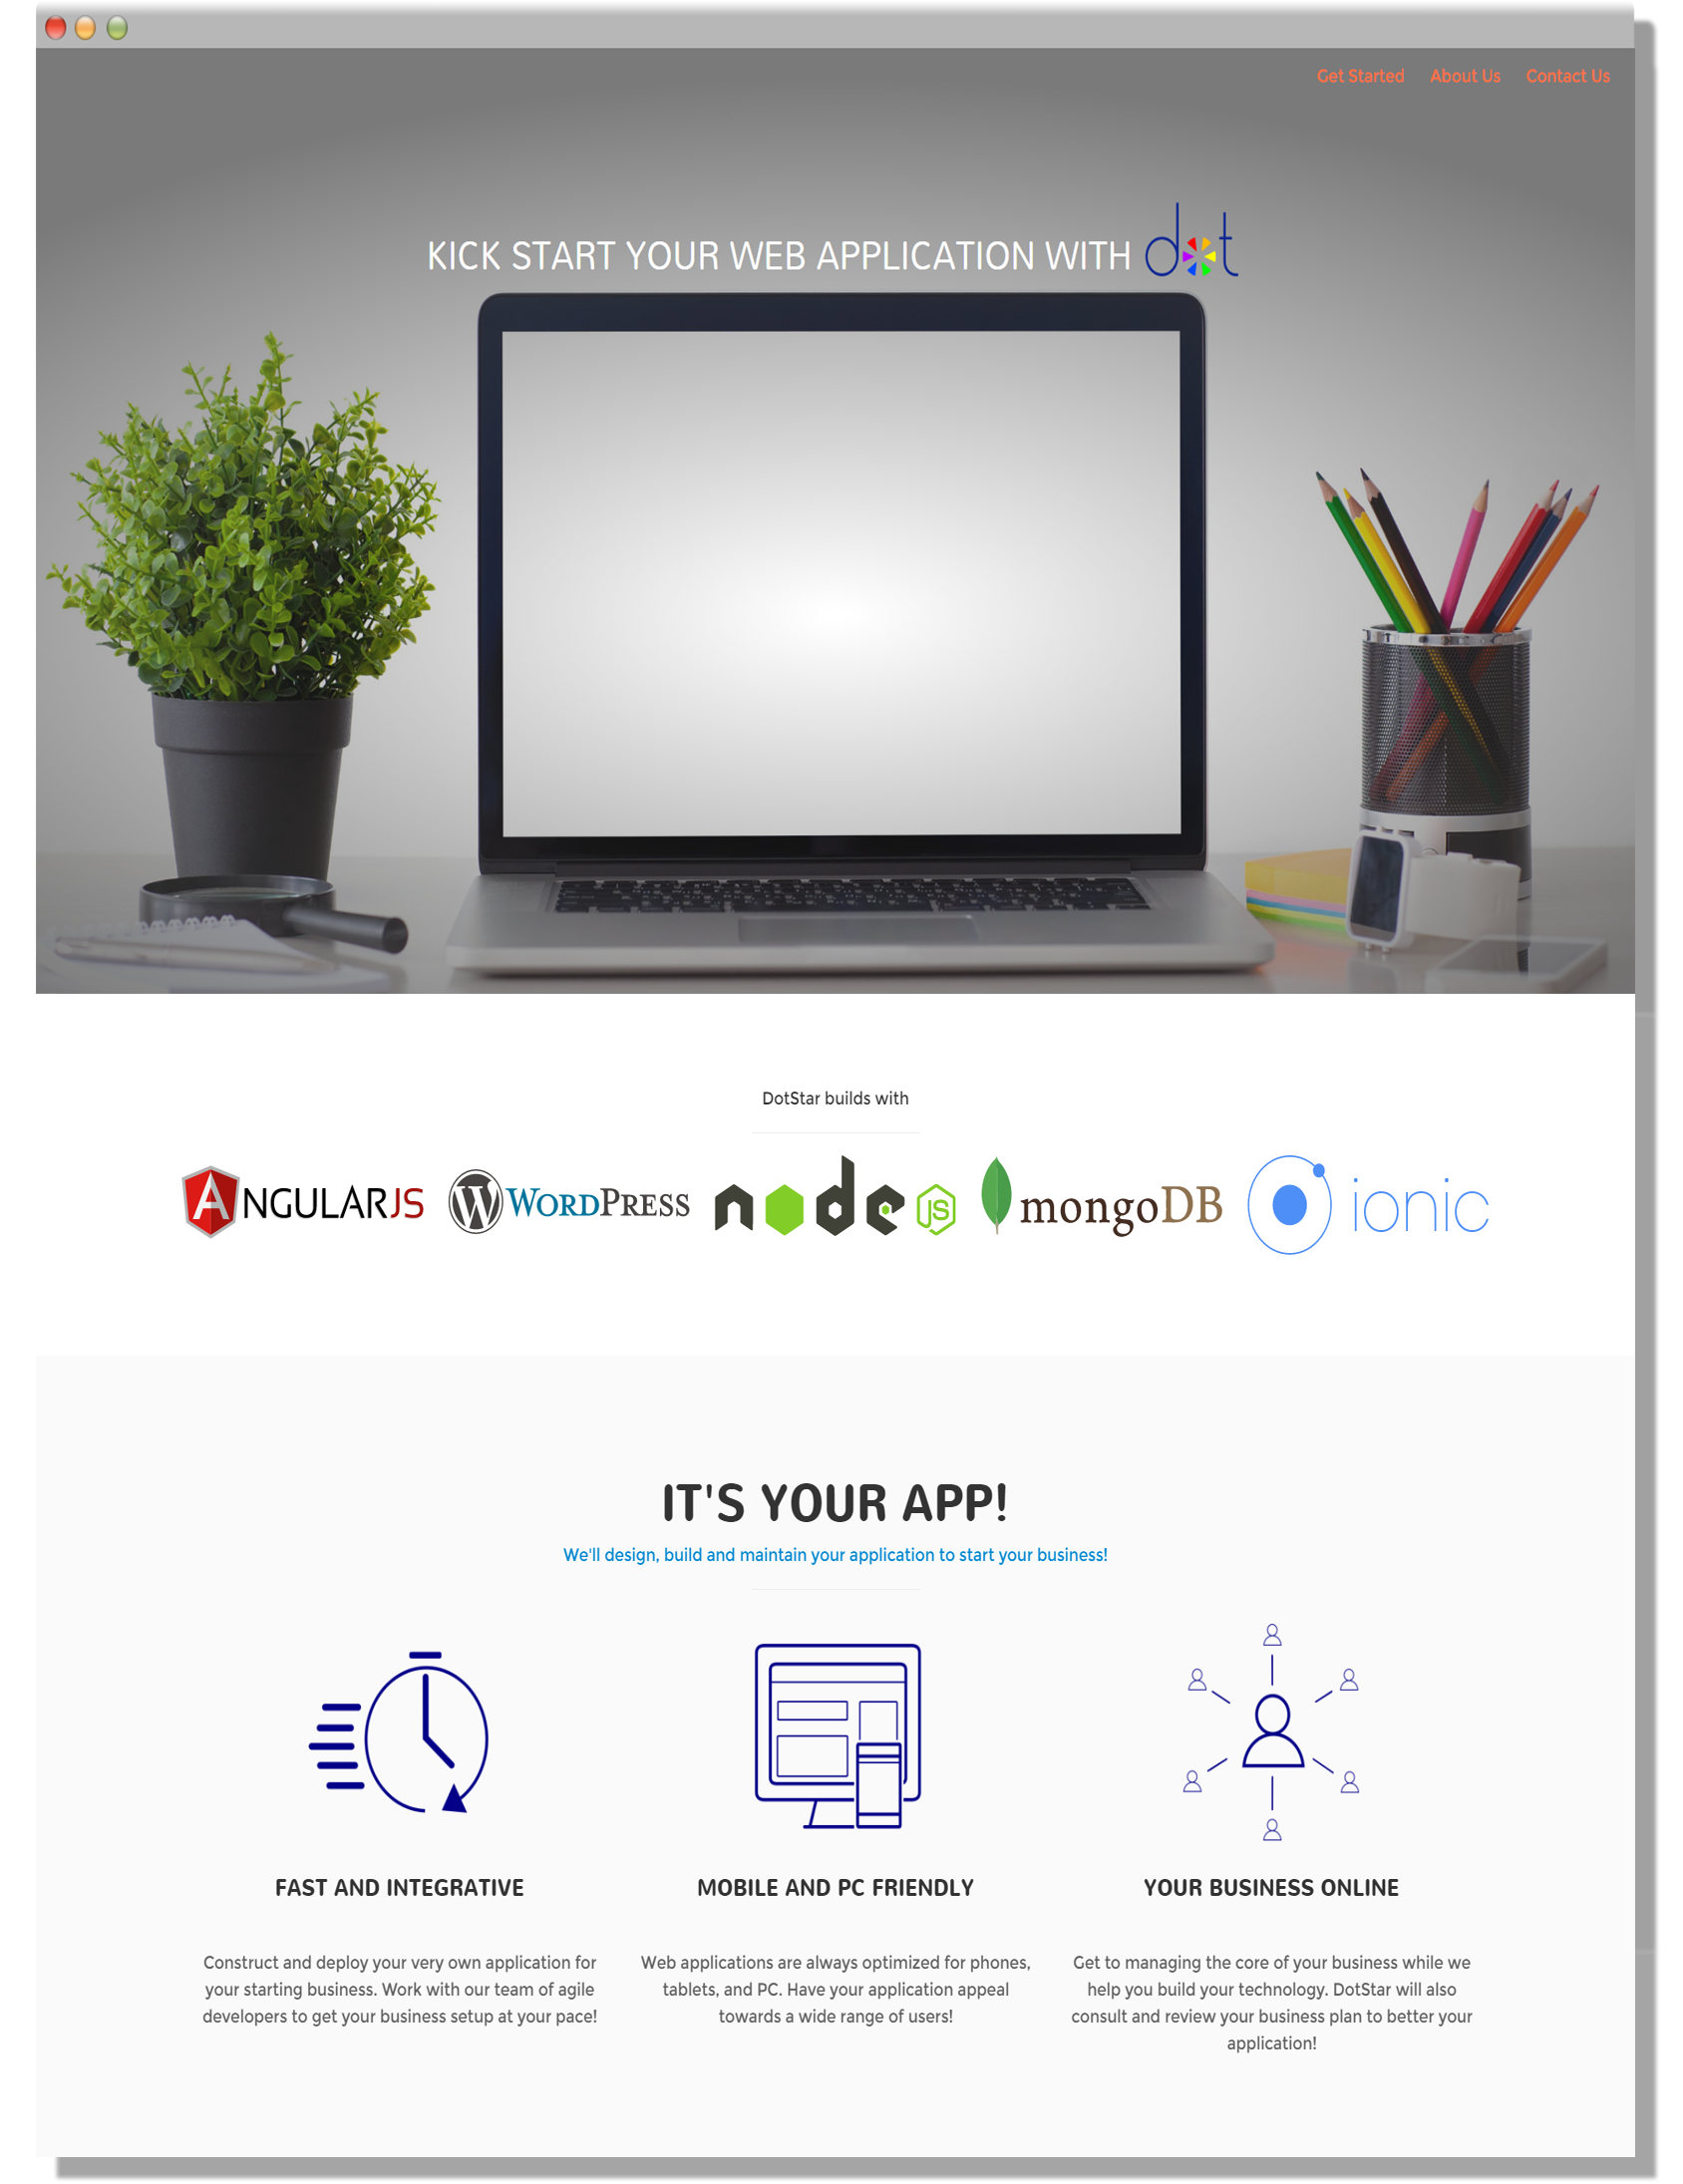 Get Started About Us Contact Us
KICK START YOUR WEB APPLICATION WITH dot
DotStar builds with
ANGULARJS WORDPRESS node JS mongoDB ionic
IT'S YOUR APP!
We'll design, build and maintain your application to start your business!
FAST AND INTEGRATIVE
Construct and deploy your very own application for
your starting business. Work with our team of agile
developers to get your business setup at your pace!
MOBILE AND PC FRIENDLY
Web applications are always optimized for phones,
tablets, and PC. Have your application appeal
towards a wide range of users!
YOUR BUSINESS ONLINE
Get to managing the core of your business while we
help you build your technology. DotStar will also
consult and review your business plan to better your
application!